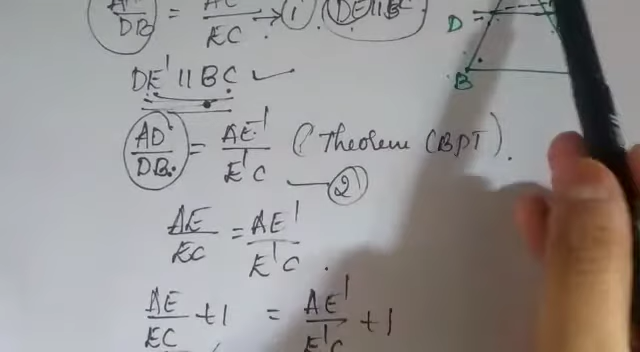 AD/DB = AE/EC → 1 (DE || BC
D
DE' || BC ✓
B
AD/DB = AE'/E'C (Theorem (BPT).
2
AE/EC = AE'/E'C .
AE/EC + 1 = AE'/E'C + 1